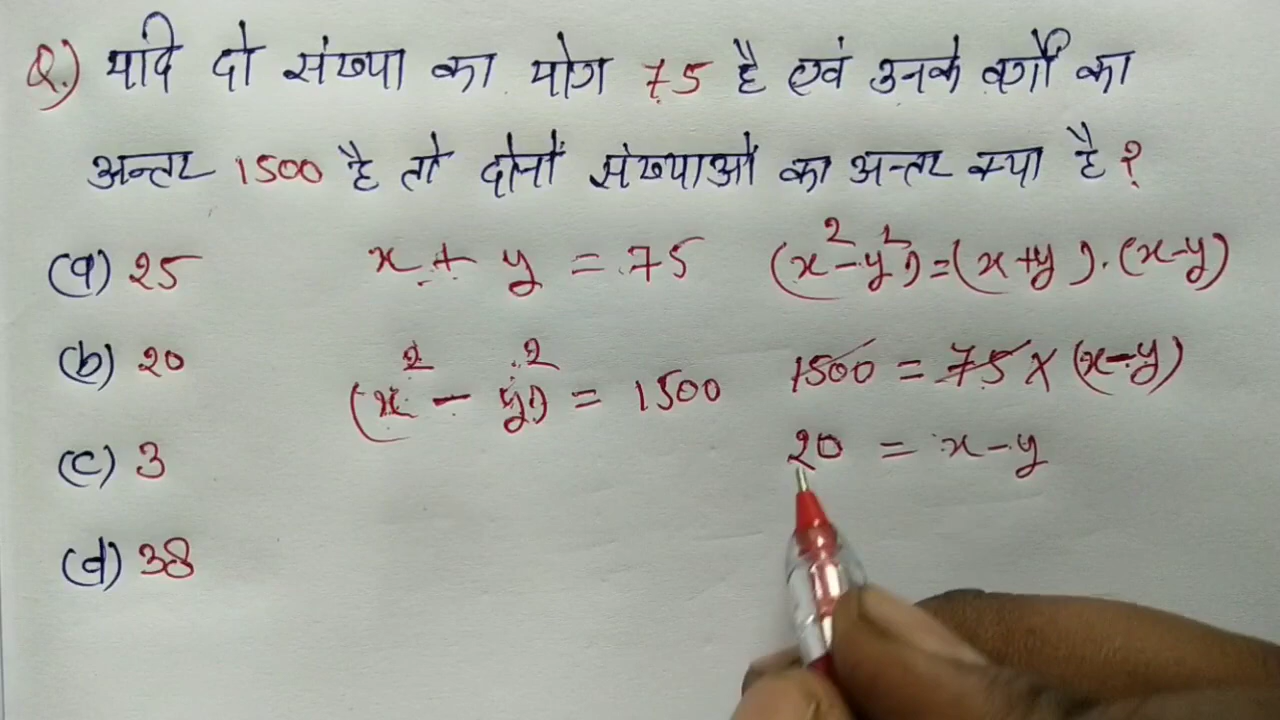 Q.) यदि दो संख्या का योग 75 है एवं उनके वर्गों का
अन्तर 1500 है तो दोनों संख्याओं का अन्तर क्या है ?
(a) 25
(b) 20
(c) 3
(d) 38
x + y = 75
(x² - y²) = 1500
(x² - y²) = (x+y).(x-y)
1500 = 75 × (x-y)
20 = x-y